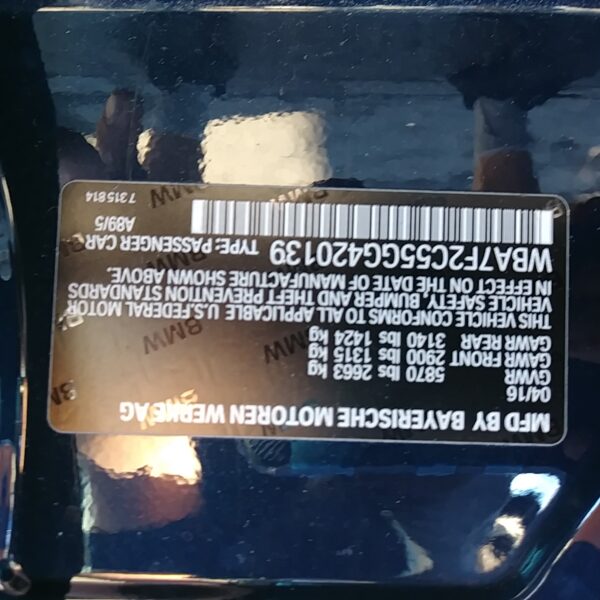 MFD BY BAYERISCHE MOTOREN WERKE AG
04/16
GVWR 5870 lbs 2663 kg
GAWR FRONT 2900 lbs 1315 kg
GAWR REAR 3140 lbs 1424 kg
THIS VEHICLE CONFORMS TO ALL APPLICABLE U.S.FEDERAL MOTOR
VEHICLE SAFETY, BUMPER AND THEFT PREVENTION STANDARDS
IN EFFECT ON THE DATE OF MANUFACTURE SHOWN ABOVE.
WBA7F2C55GG420139 TYPE: PASSENGER CAR
A89/5
7315814
BMW
BMW
BMW
BMW